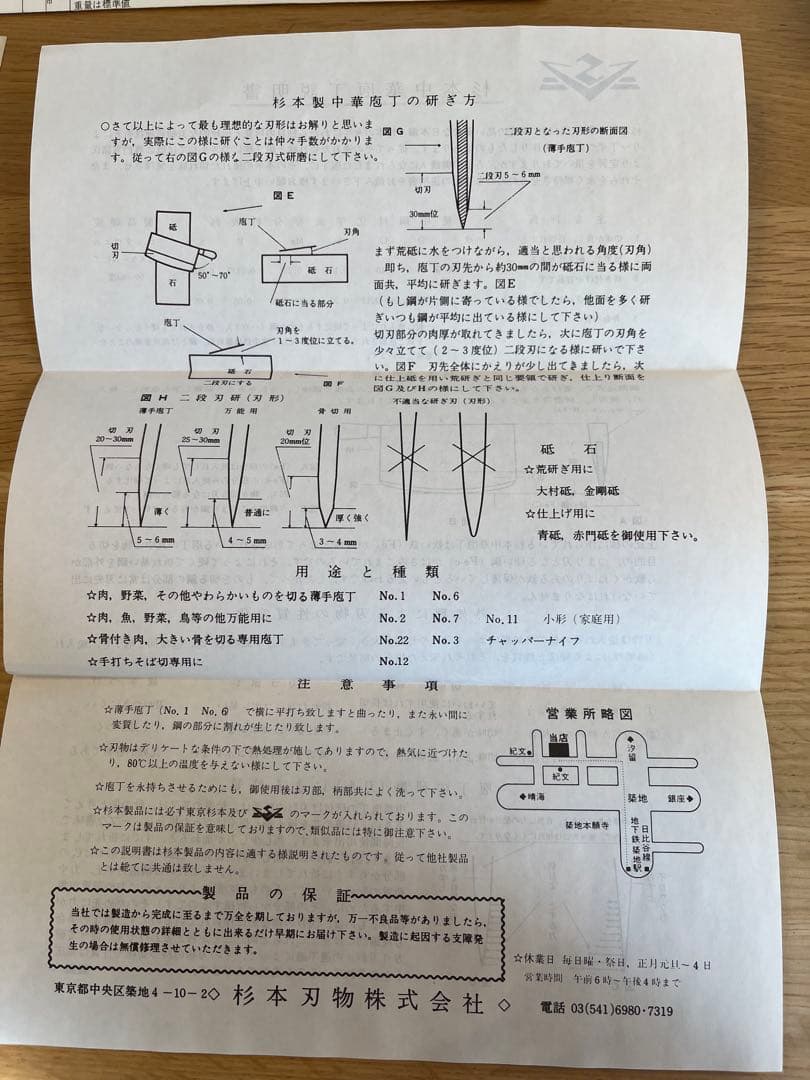 重量は標準値
杉本製中華庖丁の研ぎ方
○さて以上によって最も理想的な刃形はお解りと思いま
すが,実際にこの様に研ぐことは仲々手数がかかりま
す。従って右の図Gの様な二段刃式研磨にして下さい。
図G
二段刃となった刃形の断面図
(薄手庖丁)
切刃
二段刃5~6mm
30mm位
図E
砥
切刃
石
50°~70°
庖丁
刃角
砥石
砥石に当る部分
庖丁
刃角を
1~3度位に立てる。
砥石
二段刃にする
図F
まず荒砥に水をつけながら,適当と思われる角度(刃角)
即ち,庖丁の刃先から約30mmの間が砥石に当る様に両
面共,平均に研ぎます。図E
(もし鋼が片側に寄っている様でしたら,他面を多く研
ぎいつも鋼が平均に出ている様にして下さい)
切刃部分の肉厚が取れてきましたら,次に庖丁の刃角を
少々立てて(2~3度位)二段刃になる様に研いで下さ
い。図F 刃先全体にかえりが少し出てきましたら,次
に仕上砥を用い荒研ぎと同じ要領で研ぎ,仕上り断面を
図G及びHの様にして下さい。
図H 二段刃研(刃形)
薄手庖丁
万能用
骨切用
不適当な研ぎ刃(刃形)
切刃
20~30mm
切刃
25~30mm
切刃
20mm位
薄く
普通に
厚く強く
5~6mm
4~5mm
3~4mm
砥石
☆荒研ぎ用に
大村砥,金剛砥
☆仕上げ用に
青砥,赤門砥を御使用下さい。
用途と種類
☆肉,野菜,その他やわらかいものを切る薄手庖丁 No.1 No.6
☆肉,魚,野菜,鳥等の他万能用に No.2 No.7 No.11 小形(家庭用)
☆骨付き肉,大きい骨を切る専用庖丁 No.22 No.3 チャッパーナイフ
☆手打ちそば切専用に No.12
注意事項
☆薄手庖丁(No.1 No.6)で横に平打ち致しますと曲ったり,また永い間に
変質したり,鋼の部分に割れが生じたり致します。
☆刃物はデリケートな条件の下で熱処理が施してありますので,熱気に近づけた
り,80℃以上の温度を与えない様にして下さい。
☆庖丁を永持ちさせるためにも,御使用後は刃部,柄部共によく洗って下さい。
☆杉本製品には必ず東京杉本及び のマークが入れられております。この
マークは製品の保証を意味しておりますので,類似品には特に御注意下さい。
☆この説明書は杉本製品の内容に適する様説明されたものです。従って他社製品
とは総てに共通は致しません。
営業所略図
当店
紀文
紀文
汐留
晴海
築地
銀座
築地本願寺
地下鉄
日比谷線
築地駅
製品の保証
当社では製造から完成に至るまで万全を期しておりますが,万一不良品等がありましたら,
その時の使用状態の詳細とともに出来るだけ早期にお届け下さい。製造に起因する支障発
生の場合は無償修理させていただきます。
☆休業日 毎日曜・祭日,正月元旦~4日
営業時間 午前6時~午後4時まで
東京都中央区築地4-10-2◇ 杉本刃物株式会社 ◇ 電話 03(541)6980・7319